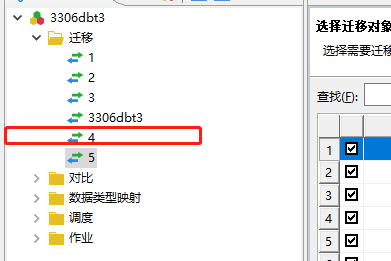 3306dbt3
迁移
1
2
3
3306dbt3
4
5
对比
数据类型映射
调度
作业
选择迁移对象
选择需要迁移
查找(F):
1
2
3
4
5
6